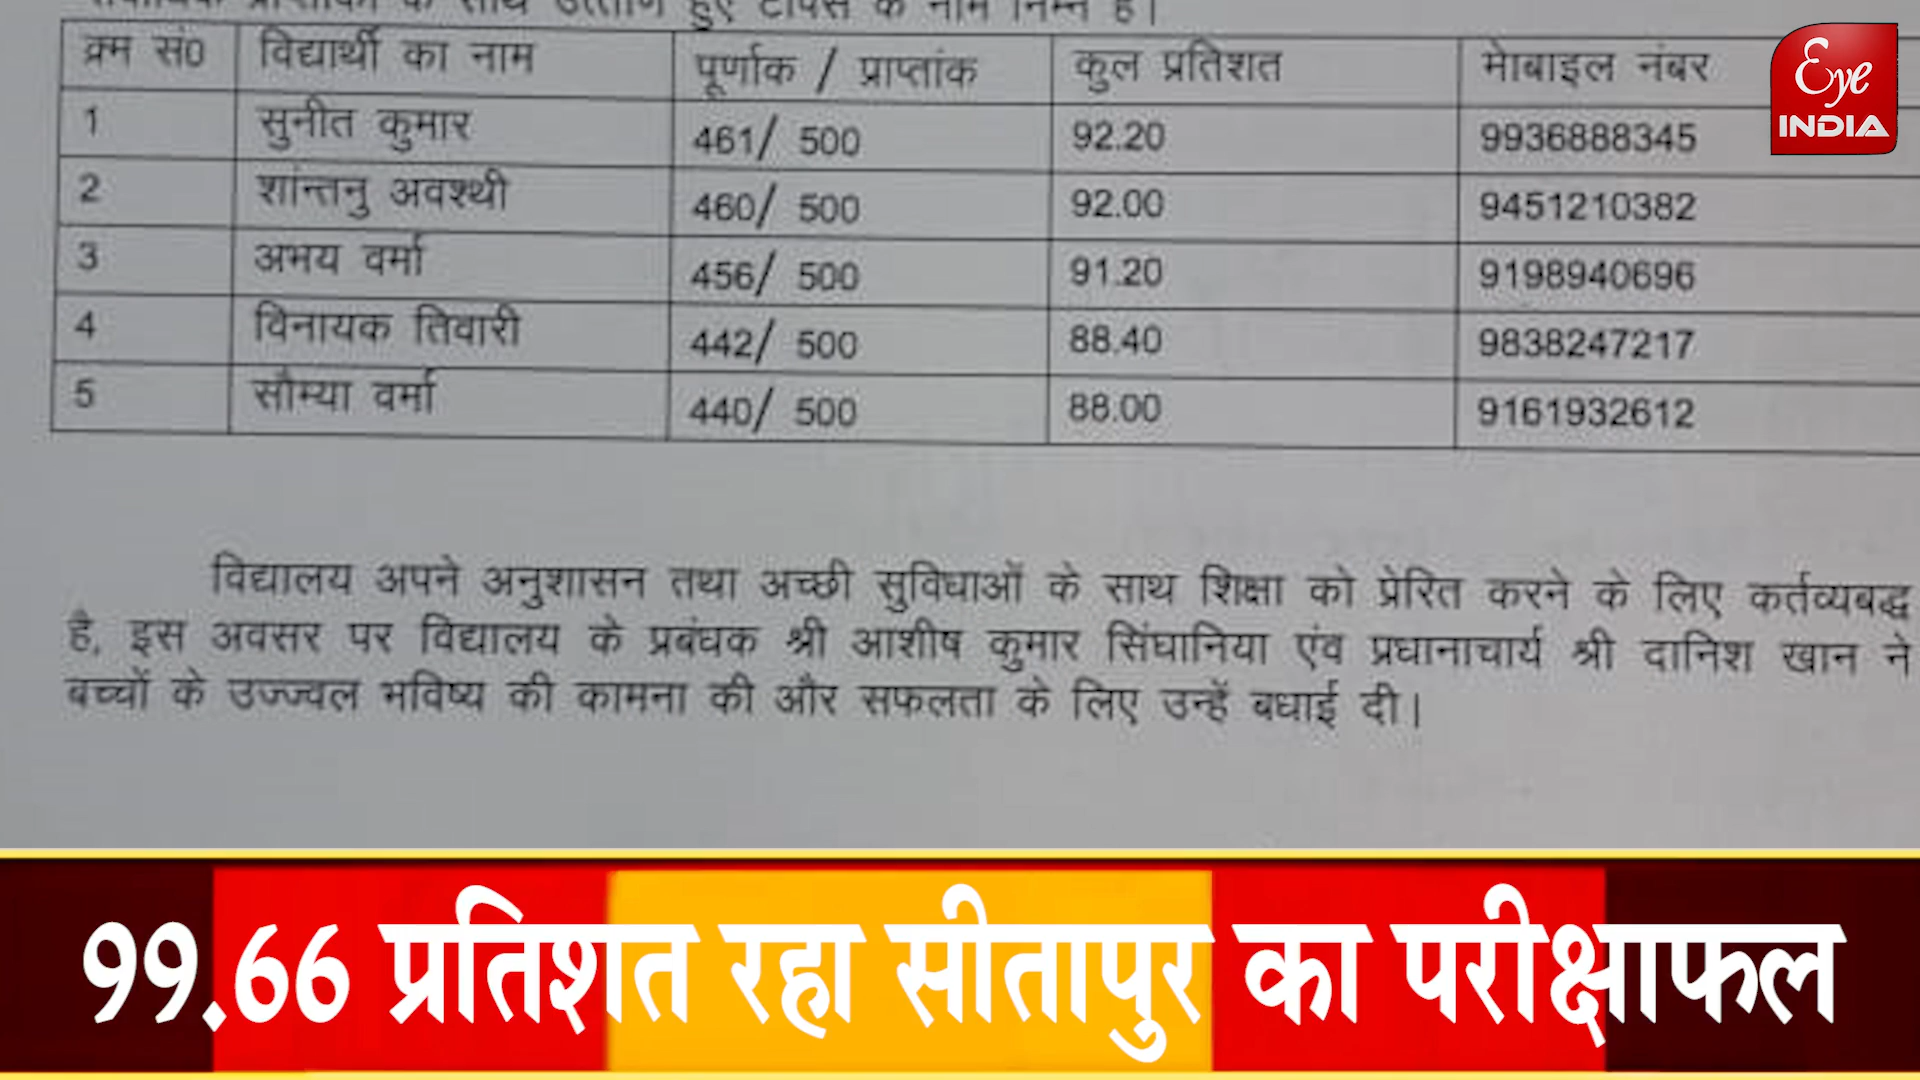 के साथ उत्तीर्ण हुए टॉपर्स के नाम निम्न है।
क्रम सं0 विद्यार्थी का नाम पूर्णाक / प्राप्तांक कुल प्रतिशत मोबाइल नंबर
1 सुनीत कुमार 461/ 500 92.20 9936888345
2 शांन्तनु अवश्थी 460/ 500 92.00 9451210382
3 अभय वर्मा 456/ 500 91.20 9198940696
4 विनायक तिवारी 442/ 500 88.40 9838247217
5 सौम्या वर्मा 440/ 500 88.00 9161932612
Eye
INDIA
विद्यालय अपने अनुशासन तथा अच्छी सुविधाओं के साथ शिक्षा को प्रेरित करने के लिए कर्तव्यबद्ध
है, इस अवसर पर विद्यालय के प्रबंधक श्री आशीष कुमार सिंघानिया एंव प्रधानाचार्य श्री दानिश खान ने
बच्चों के उज्ज्वल भविष्य की कामना की और सफलता के लिए उन्हें बधाई दी।
99.66 प्रतिशत रहा सीतापुर का परीक्षाफल